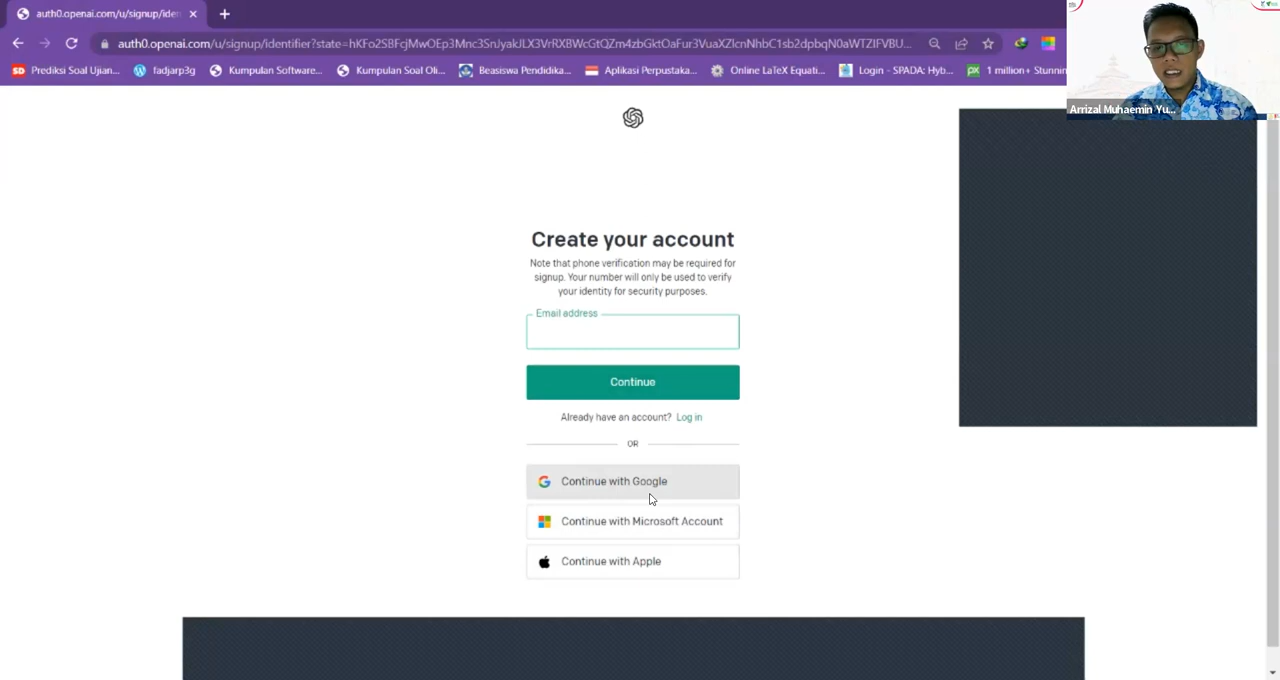 auth0.openai.com/u/signup/iden
auth0.openai.com/u/signup/identifier?state=hKFo2SBFcjMwOEp3Mnc3SnJyakJLX3VrRXBWcGtQZm4zbGktOaFur3VuaXZlcnNhbC1sb2dpbqN0aWTZIFVBU...
Prediksi Soal Ujian...
fadjarp3g
Kumpulan Software...
Kumpulan Soal Oli...
Beasiswa Pendidika...
Aplikasi Perpustaka...
Online LaTeX Equati...
Login - SPADA: Hyb...
1 million+ Stunnin
Arrizal Muhaemin Yu...
Create your account
Note that phone verification may be required for
signup. Your number will only be used to verify
your identity for security purposes.
Email address
Continue
Already have an account? Log in
OR
Continue with Google
Continue with Microsoft Account
Continue with Apple